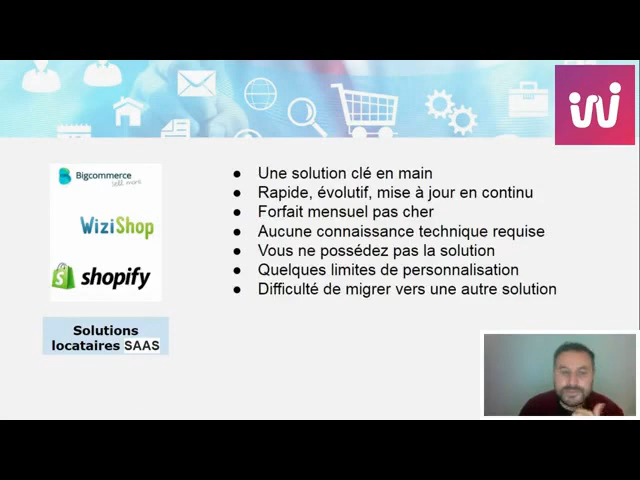 Bigcommerce
Sell more
WiziShop
shopify
Solutions
locataires SAAS
● Une solution clé en main
● Rapide, évolutif, mise à jour en continu
● Forfait mensuel pas cher
● Aucune connaissance technique requise
● Vous ne possédez pas la solution
● Quelques limites de personnalisation
● Difficulté de migrer vers une autre solution